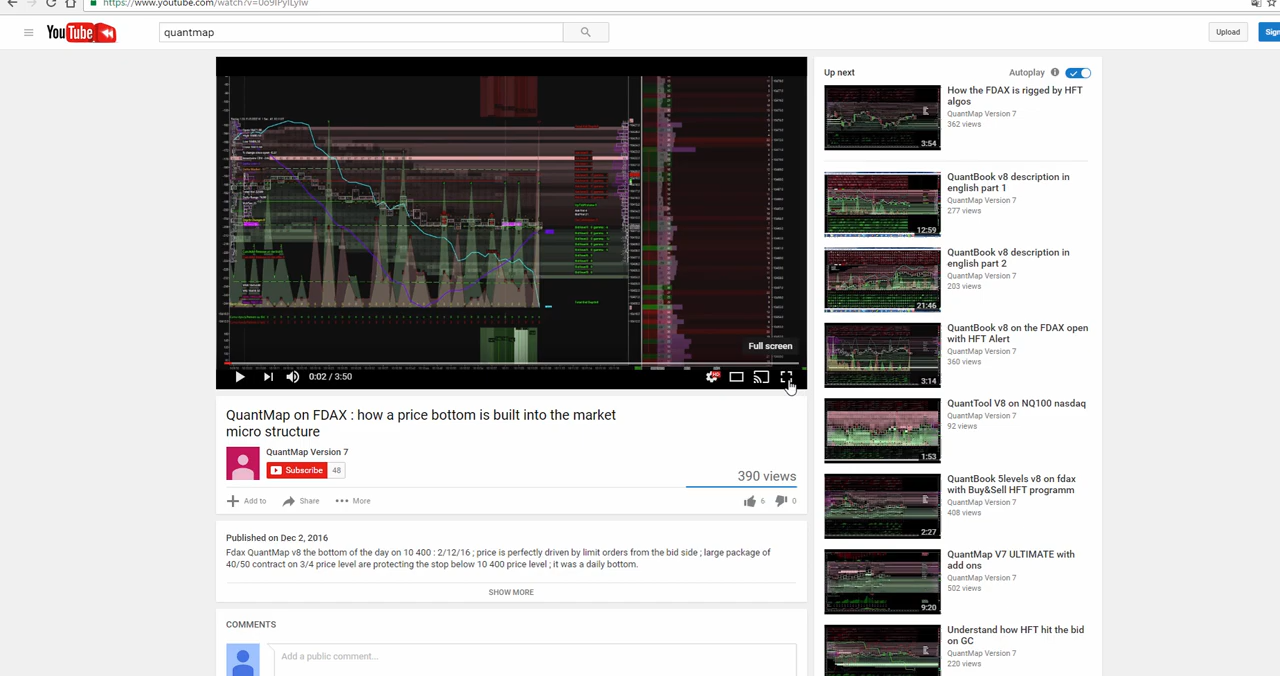 https://www.youtube.com/watch?v=
YouTube
quantmap
Upload
Sign
Full screen
0:02 / 3:50
QuantMap on FDAX : how a price bottom is built into the market
micro structure
QuantMap Version 7
Subscribe 48
390 views
Add to Share More
6 0
Published on Dec 2, 2016
Fdax QuantMap v8 the bottom of the day on 10 400 : 2/12/16 ; price is perfectly driven by limit orders from the bid side ; large package of
40/50 contract on 3/4 price level are protecting the stop below 10 400 price level ; it was a daily bottom.
SHOW MORE
COMMENTS
Add a public comment...
Up next
Autoplay
How the FDAX is rigged by HFT
algos
QuantMap Version 7
362 views
3:54
QuantBook v8 description in
english part 1
QuantMap Version 7
277 views
12:59
QuantBook v8 description in
english part 2
QuantMap Version 7
203 views
21:46
QuantBook v8 on the FDAX open
with HFT Alert
QuantMap Version 7
360 views
3:14
QuantTool V8 on NQ100 nasdaq
QuantMap Version 7
92 views
1:53
QuantBook 5levels v8 on fdax
with Buy&Sell HFT programm
QuantMap Version 7
408 views
2:27
QuantMap V7 ULTIMATE with
add ons
QuantMap Version 7
502 views
9:20
Understand how HFT hit the bid
on GC
QuantMap Version 7
220 views